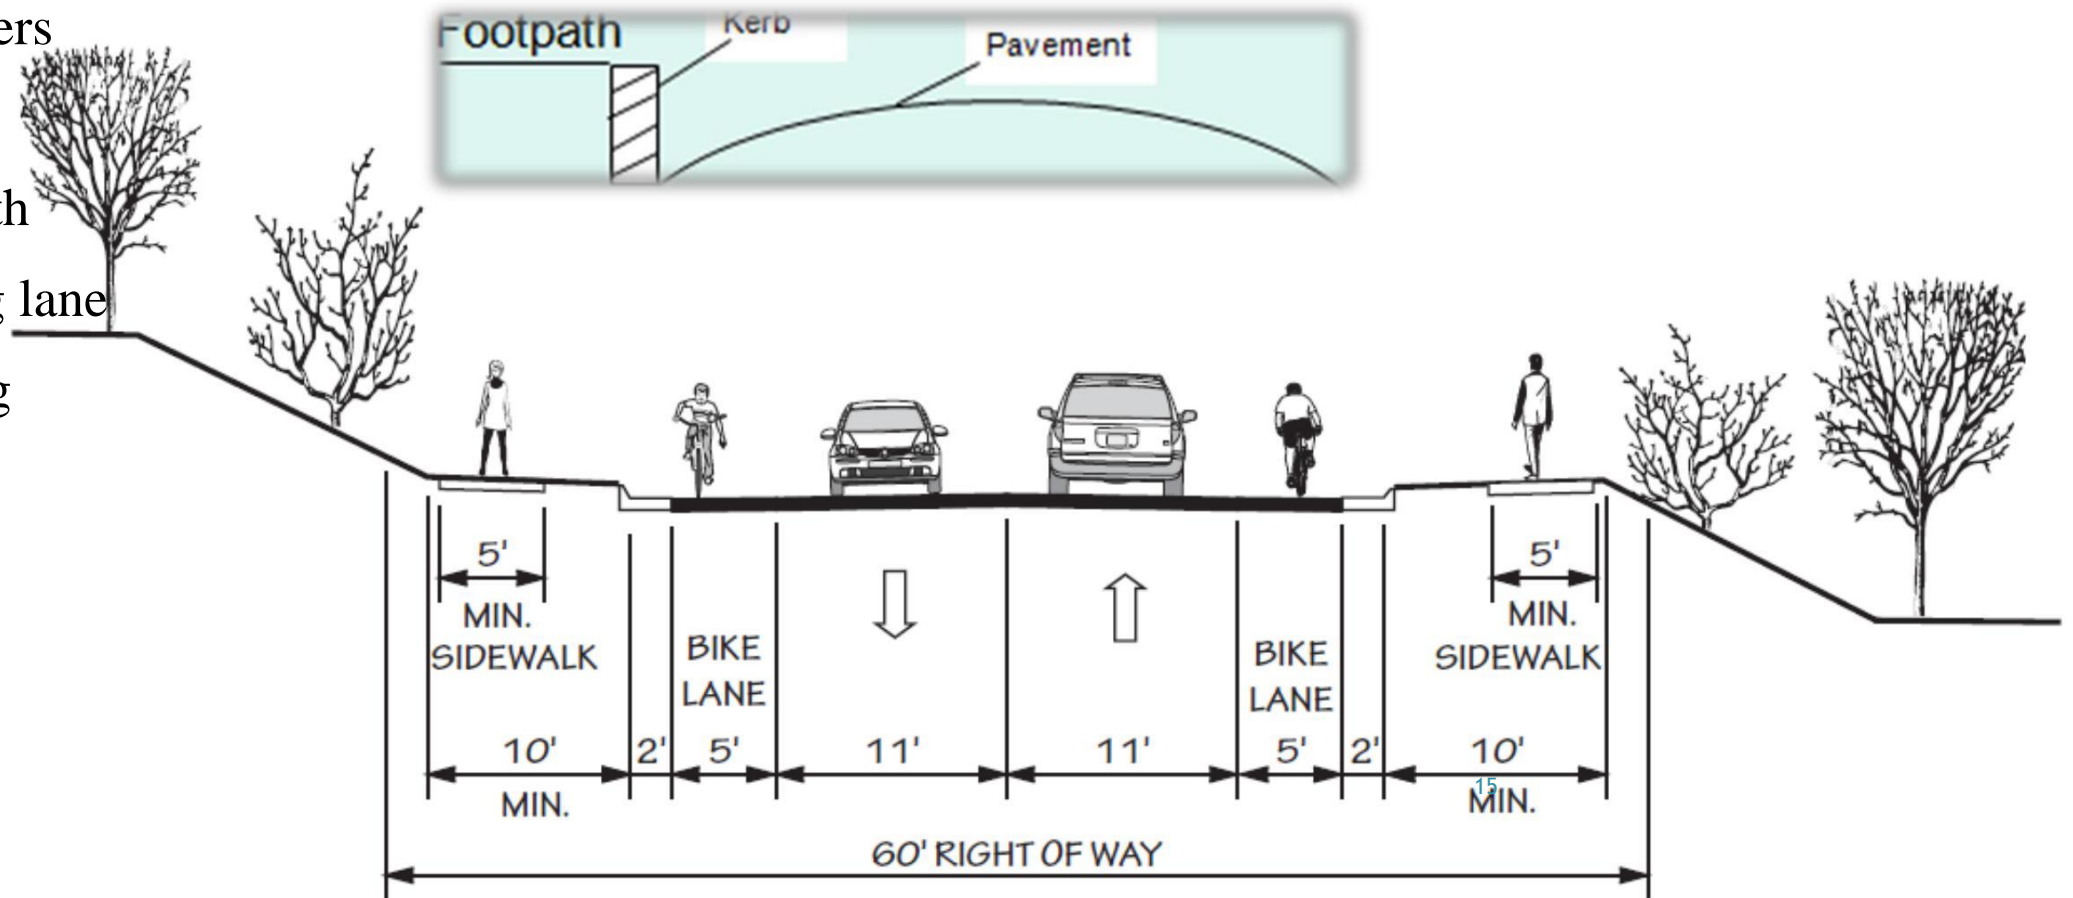 ers
th
g lane
g
Footpath
Kerb
Pavement
5'
MIN.
SIDEWALK
BIKE
LANE
BIKE
LANE
5'
MIN.
SIDEWALK
10'
MIN.
2'
5'
11'
11'
5'
2'
10'
MIN.
15
60' RIGHT OF WAY